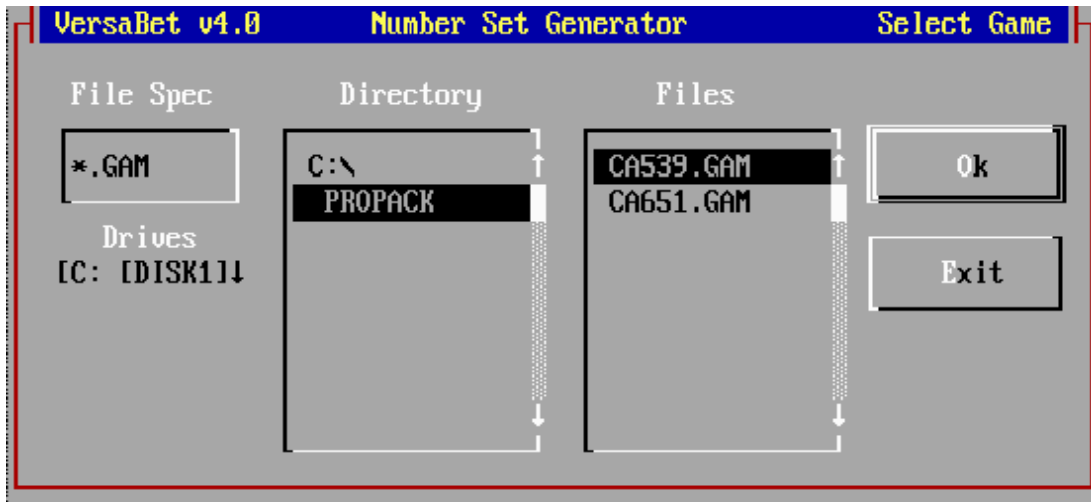 VersaBet v4.0 Number Set Generator Select Game
File Spec Directory Files
*.GAM
C:\
CA539.GAM
Ok
PROPACK
CA651.GAM
Drives
[C: [DISK1]↓
Exit